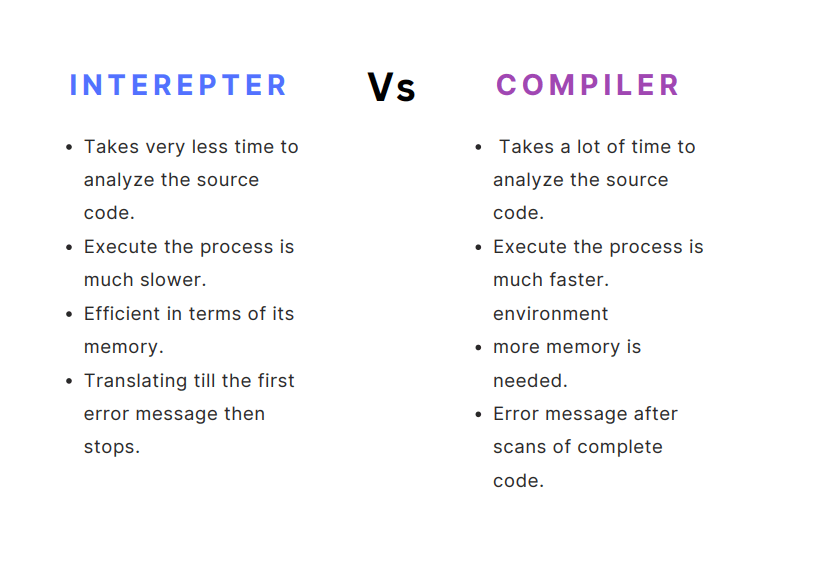 INTEREPTER Vs COMPILER
• Takes very less time to
analyze the source
code.
• Execute the process is
much slower.
• Efficient in terms of its
memory.
• Translating till the first
error message then
stops.
• Takes a lot of time to
analyze the source
code.
• Execute the process is
much faster.
environment
• more memory is
needed.
• Error message after
scans of complete
code.